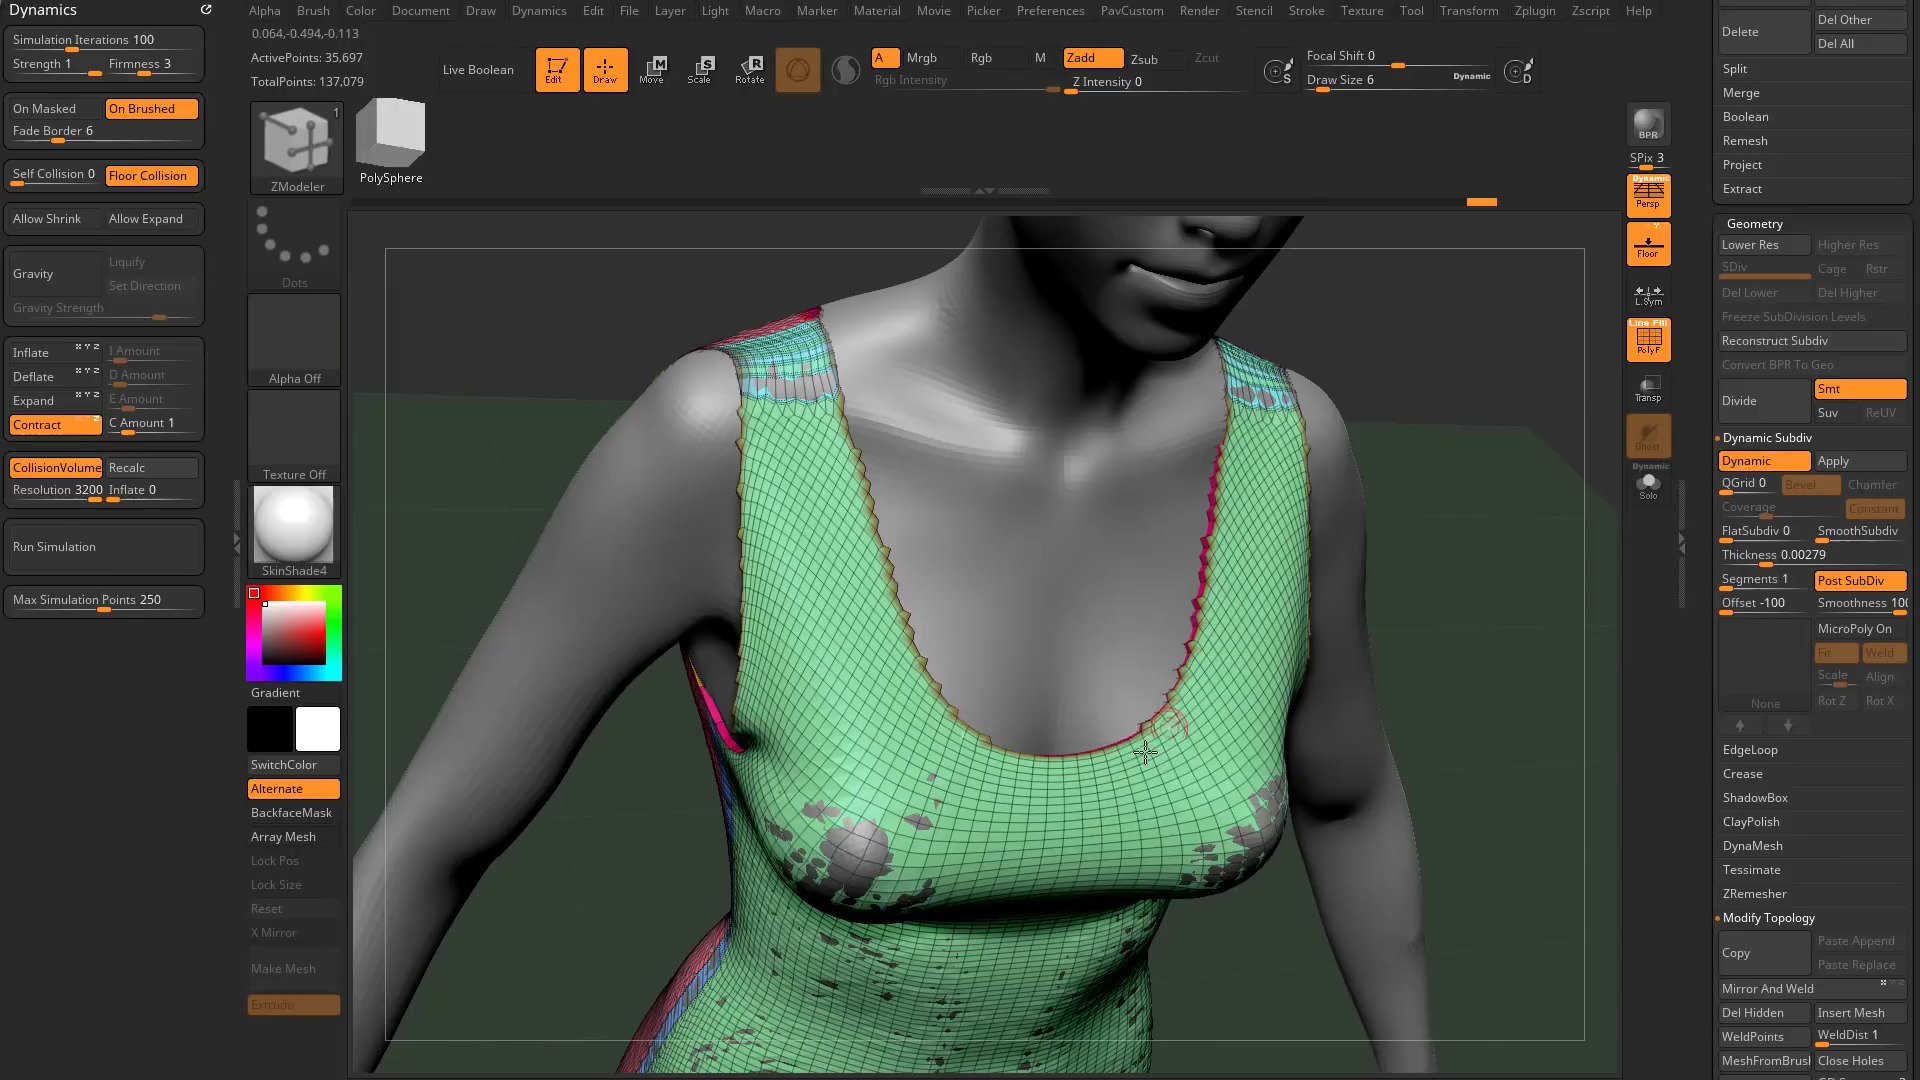 Dynamics
Simulation Iterations 100
Strength 1 Firmness 3
On Masked On Brushed
Fade Border 6
Self Collision 0 Floor Collision
Allow Shrink Allow Expand
Gravity
Liquify
Set Direction
Gravity Strength
Inflate X Y Z I Amount
Deflate X Y Z D Amount
Expand X Y Z E Amount
Contract Z C Amount 1
CollisionVolume Recalc
Resolution 3200 Inflate 0
Run Simulation
Max Simulation Points 250
Alpha Brush Color Document Draw Dynamics Edit File Layer Light Macro Marker Material Movie Picker Preferences PavCustom Render Stencil Stroke Texture Tool Transform Zplugin Zscript Help
0.064,-0.494,-0.113
ActivePoints: 35,697
TotalPoints: 137,079
Live Boolean
Edit
Draw
M
Move
S
Scale
R
Rotate
A Mrgb Rgb M Zadd Zsub Zcut
Rgb Intensity Z Intensity 0
S
Focal Shift 0
Draw Size 6 Dynamic
D
1
ZModeler
PolySphere
Dots
Alpha Off
Texture Off
SkinShade4
Gradient
SwitchColor
Alternate
BackfaceMask
Array Mesh
Lock Pos
Lock Size
Reset
X Mirror
Make Mesh
Extrude
BPR
SPix 3
Dynamic
Persp
Floor
L.Sym
Line Fill
PolyF
Transp
Ghost
Dynamic
Solo
Delete
Del Other
Del All
Split
Merge
Boolean
Remesh
Project
Extract
Geometry
Lower Res Higher Res
SDiv Cage Rstr
Del Lower Del Higher
Freeze SubDivision Levels
Reconstruct Subdiv
Convert BPR To Geo
Divide
Smt
Suv ReUV
Dynamic Subdiv
Dynamic Apply
QGrid 0 Bevel Chamfer
Coverage Constant
FlatSubdiv 0 SmoothSubdiv
Thickness 0.00279
Segments 1 Post SubDiv
Offset -100 Smoothness 100
MicroPoly On
Fit Weld
Scale Align
None Rot Z Rot X
EdgeLoop
Crease
ShadowBox
ClayPolish
DynaMesh
Tessimate
ZRemesher
Modify Topology
Copy
Paste Append
Paste Replace
Mirror And Weld
Del Hidden Insert Mesh
WeldPoints WeldDist 1
MeshFromBrush Close Holes